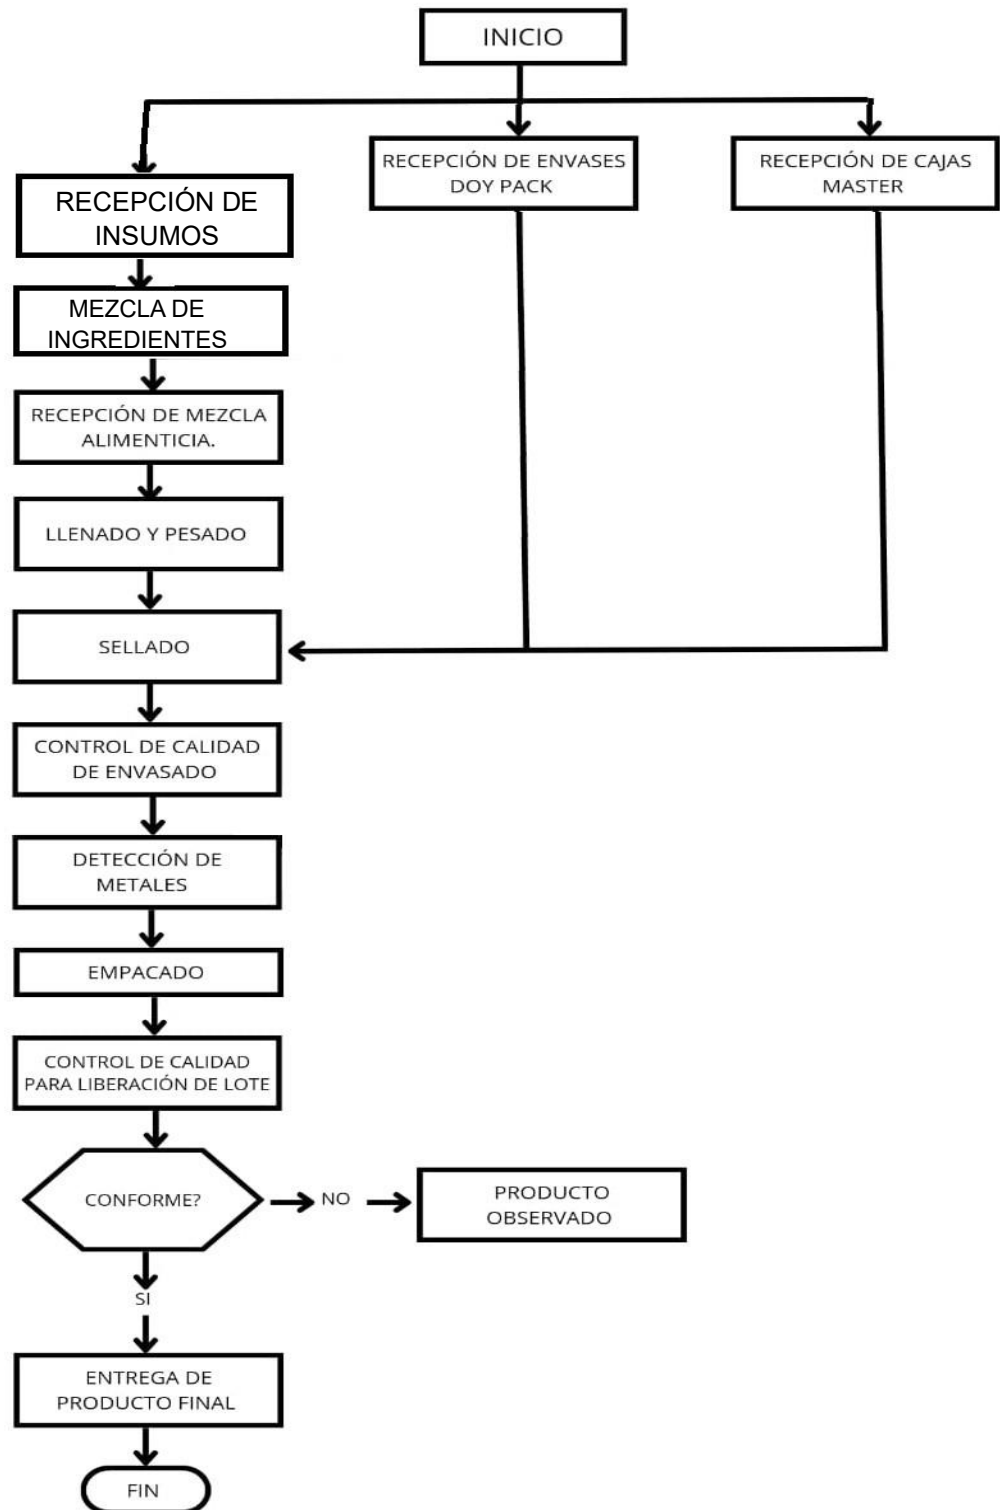 INICIO
RECEPCIÓN DE ENVASES
DOY PACK
RECEPCIÓN DE CAJAS
MASTER
RECEPCIÓN DE
INSUMOS
MEZCLA DE
INGREDIENTES
RECEPCIÓN DE MEZCLA
ALIMENTICIA.
LLENADO Y PESADO
SELLADO
CONTROL DE CALIDAD
DE ENVASADO
DETECCIÓN DE
METALES
EMPACADO
CONTROL DE CALIDAD
PARA LIBERACIÓN DE LOTE
CONFORME?
NO
PRODUCTO
OBSERVADO
SI
ENTREGA DE
PRODUCTO FINAL
FIN